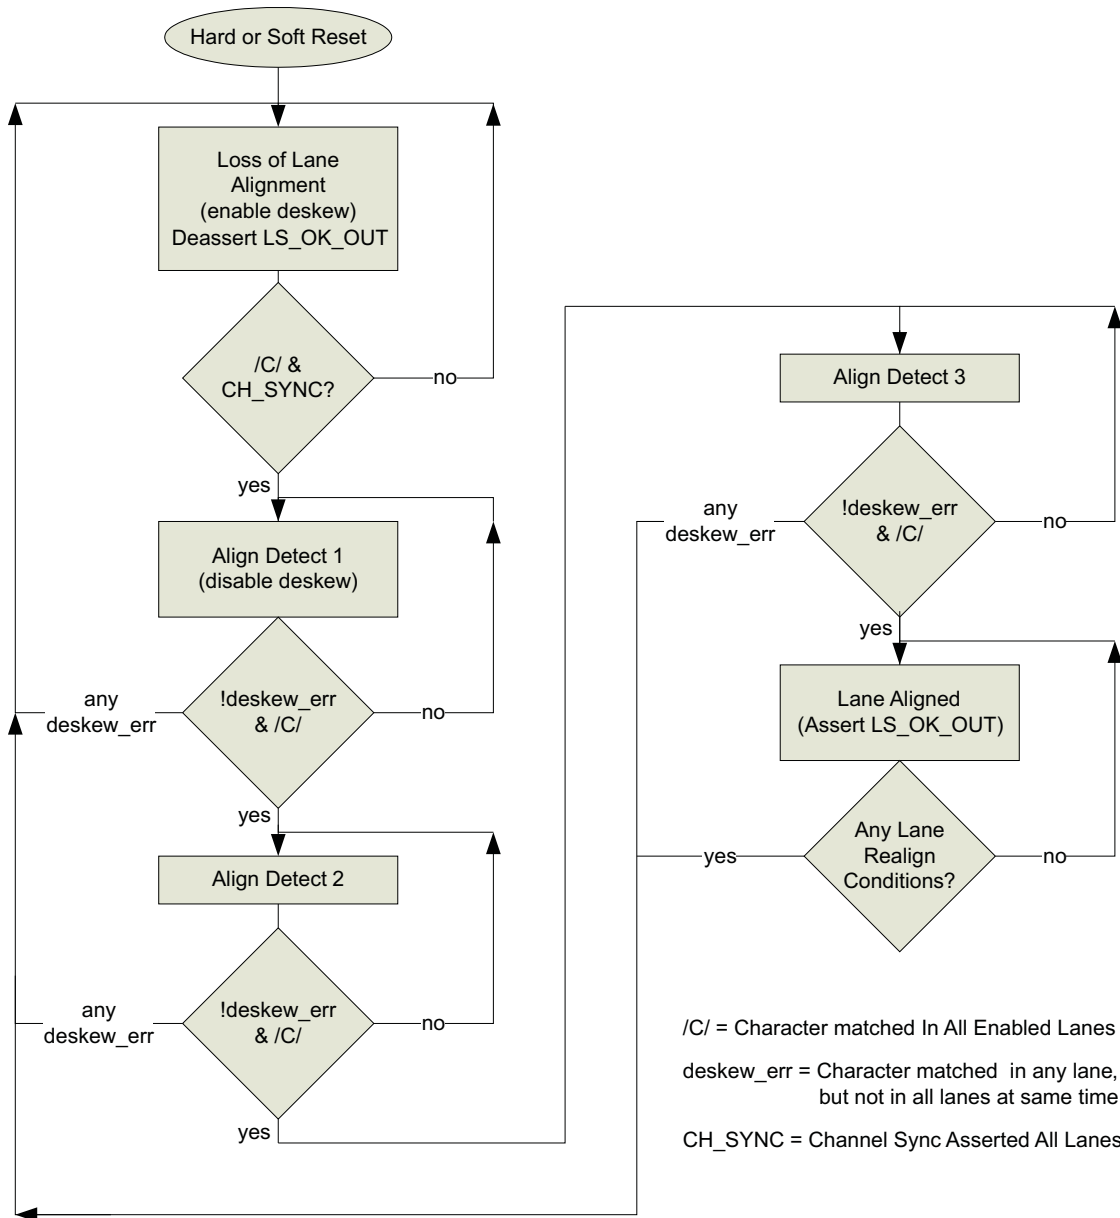 Hard or Soft Reset
Loss of Lane
Alignment
(enable deskew)
Deassert LS_OK_OUT
/C/ &
CH_SYNC?
no
yes
Align Detect 1
(disable deskew)
any
deskew_err
!deskew_err
& /C/
no
yes
Align Detect 2
any
deskew_err
!deskew_err
& /C/
no
yes
Align Detect 3
any
deskew_err
!deskew_err
& /C/
no
yes
Lane Aligned
(Assert LS_OK_OUT)
yes
Any Lane
Realign
Conditions?
no
/C/ = Character matched In All Enabled Lanes
deskew_err = Character matched in any lane,
but not in all lanes at same time
CH_SYNC = Channel Sync Asserted All Lanes